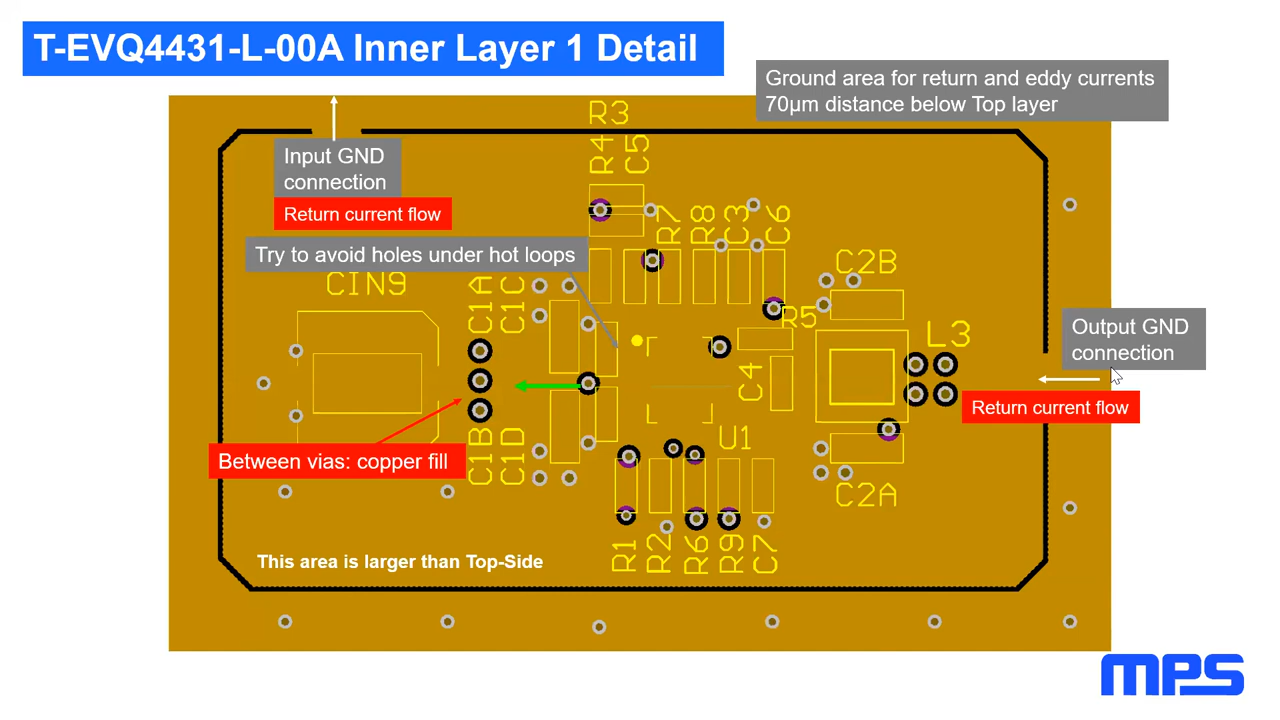 T-EVQ4431-L-00A Inner Layer 1 Detail
Ground area for return and eddy currents
70µm distance below Top layer
R3
R4
C5
Input GND
connection
Return current flow
Try to avoid holes under hot loops
R7
R8
C3
C6
CIN9
C1A
C1C
C2B
R5
L3
Output GND
connection
Return current flow
C4
U1
Between vias: copper fill
C1B
C1D
C2A
R1
R2
R6
R9
C7
This area is larger than Top-Side
mps